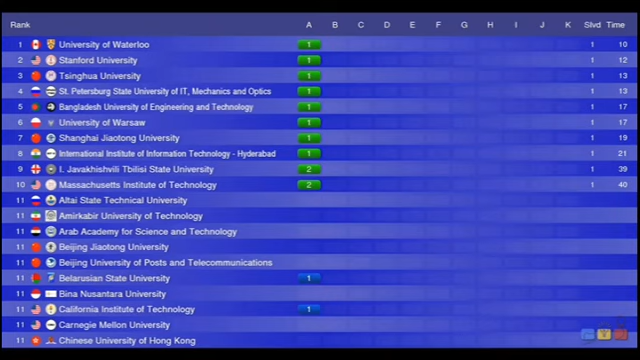 Rank A B C D E F G H I J K Slvd Time
1 University of Waterloo 1 1 10
2 Stanford University 1 1 12
3 Tsinghua University 1 1 13
4 St. Petersburg State University of IT, Mechanics and Optics 1 1 13
5 Bangladesh University of Engineering and Technology 1 1 17
6 University of Warsaw 1 1 17
7 Shanghai Jiaotong University 1 1 19
8 International Institute of Information Technology - Hyderabad 1 1 21
9 I. Javakhishvili Tbilisi State University 2 1 39
10 Massachusetts Institute of Technology 2 1 40
11 Altai State Technical University
11 Amirkabir University of Technology
11 Arab Academy for Science and Technology
11 Beijing Jiaotong University
11 Beijing University of Posts and Telecommunications
11 Belarusian State University 1
11 Bina Nusantara University
11 California Institute of Technology 1
11 Carnegie Mellon University
11 Chinese University of Hong Kong